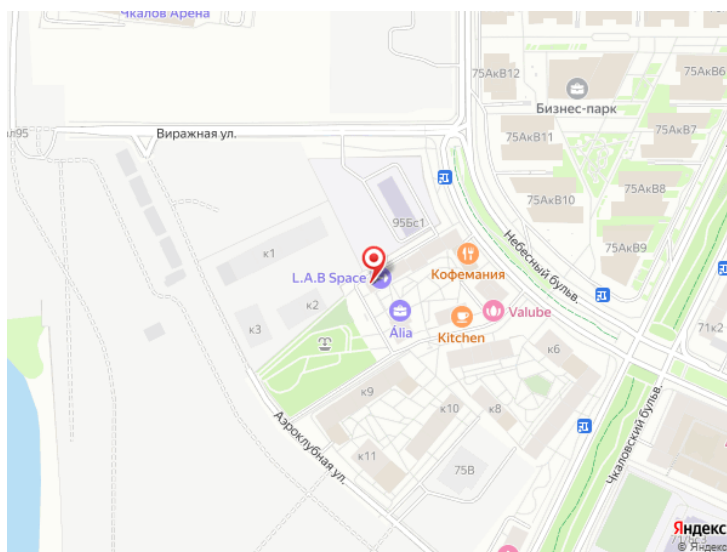 Чкалов Арена
75АкВ12
75АкВ6
Бизнес-парк
ал95
Виражная ул.
75АкВ11
75АкВ7
75АкВ8
75АкВ10
95Бс1
Небесный бульв.
75АкВ9
к1
L.A.B Space
Кофемания
к2
Ália
Valube
71к2
к3
Kitchen
к6
к9
Чкаловский бульв.
к10
к8
Аэроклубная ул.
к11
75В
Яндекс
© Яндекс